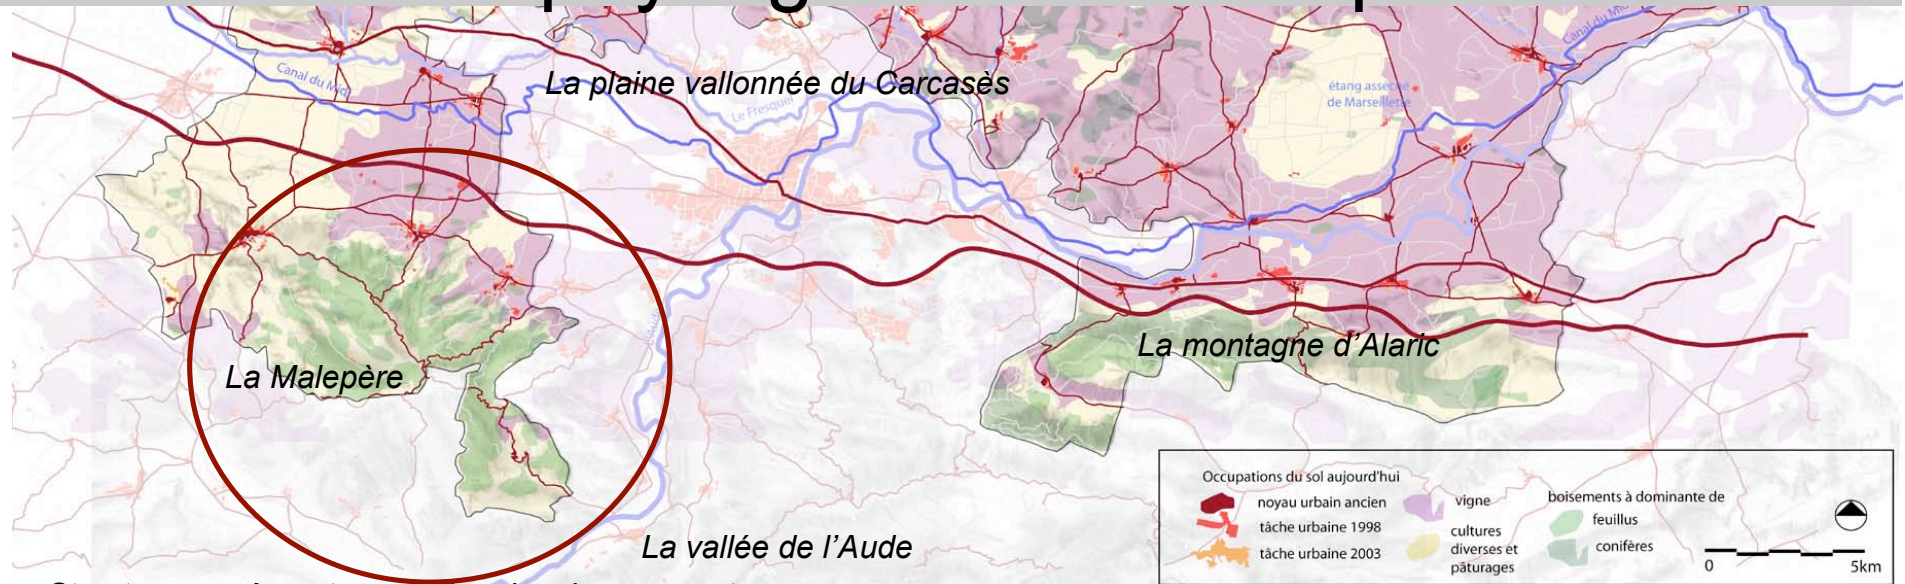 Canal du Midi
La plaine vallonnée du Carcasès
Canal du Midi
Le Fresquel
étang asséché
de Marseillette
La montagne d'Alaric
La Malepère
La vallée de l'Aude
Occupations du sol aujourd'hui
noyau urbain ancien
tâche urbaine 1998
tâche urbaine 2003
vigne
cultures
diverses et
pâturages
boisements à dominante de
feuillus
conifères
0
5km